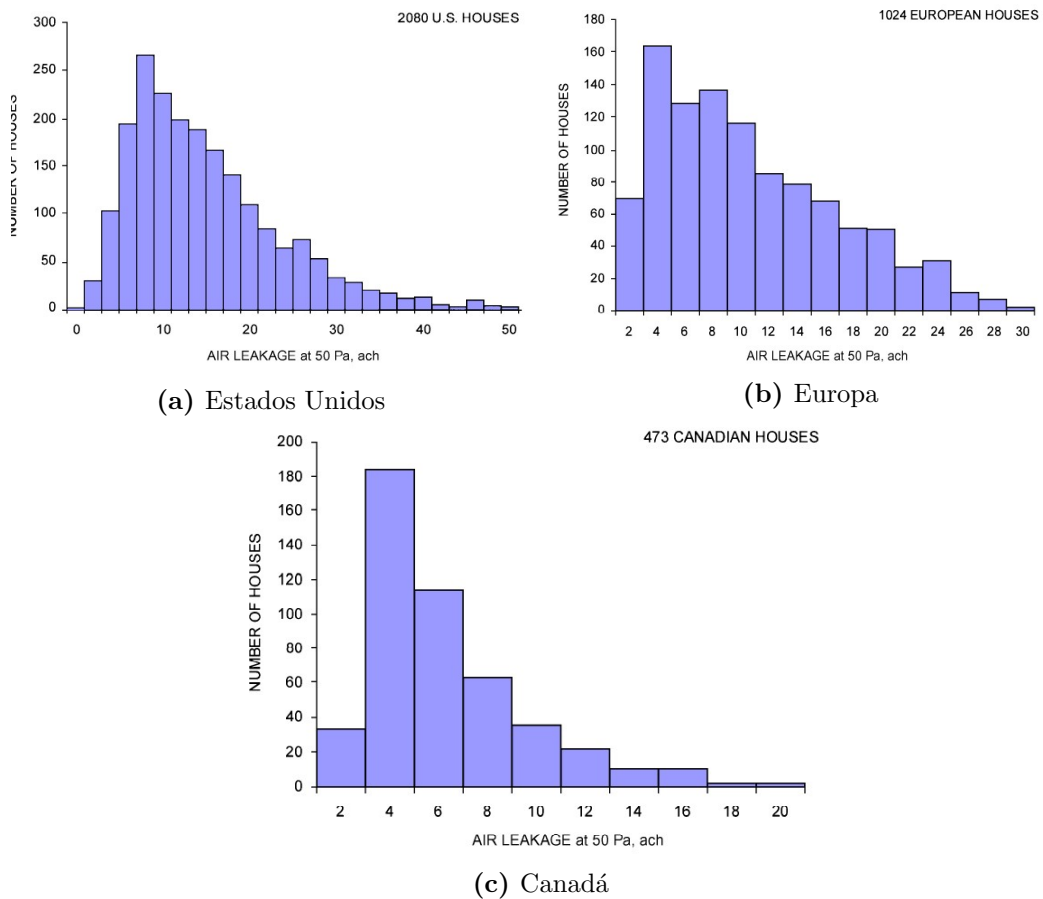 2080 U.S. HOUSES
300
250
200
150
100
50
0
NUMBER OF HOUSES
0 10 20 30 40 50
AIR LEAKAGE at 50 Pa, ach
(a) Estados Unidos
1024 EUROPEAN HOUSES
180
160
140
120
100
80
60
40
20
0
NUMBER OF HOUSES
2 4 6 8 10 12 14 16 18 20 22 24 26 28 30
AIR LEAKAGE at 50 Pa, ach
(b) Europa
473 CANADIAN HOUSES
200
180
160
140
120
100
80
60
40
20
0
NUMBER OF HOUSES
2 4 6 8 10 12 14 16 18 20
AIR LEAKAGE at 50 Pa, ach
(c) Canadá